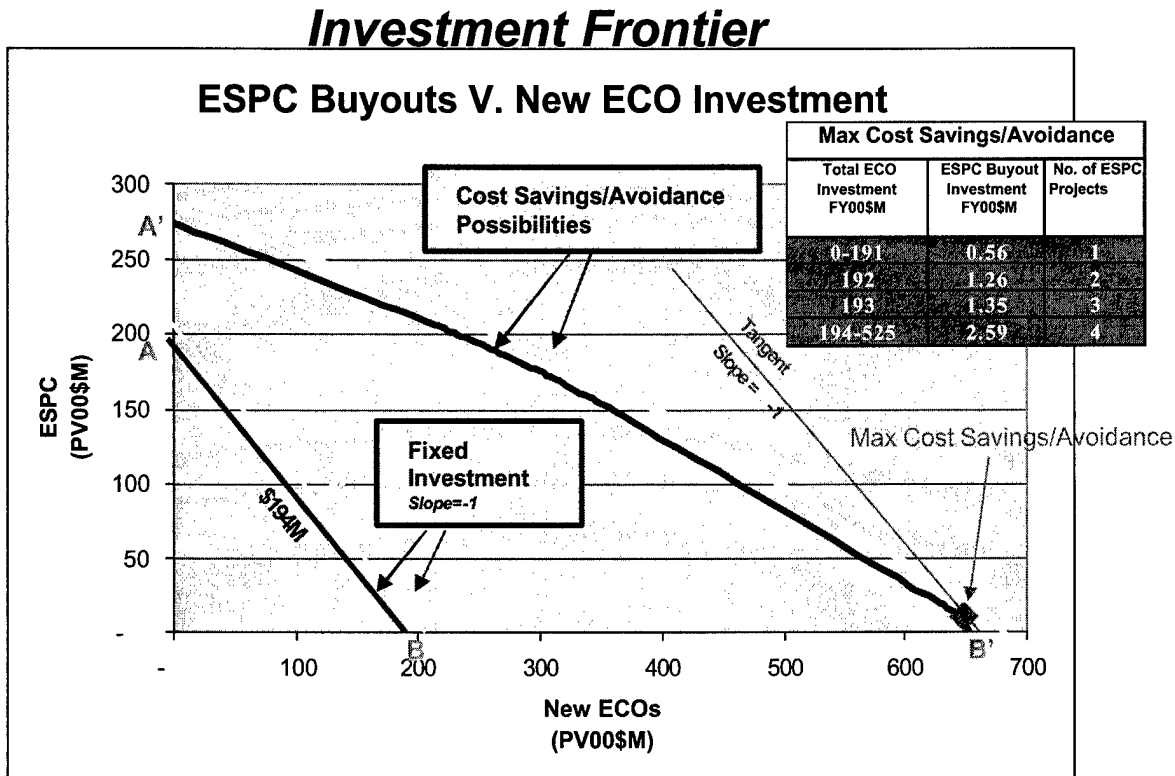 Investment Frontier
ESPC Buyouts V. New ECO Investment
Max Cost Savings/Avoidance
Total ECO Investment FY00$M
ESPC Buyout Investment FY00$M
No. of ESPC Projects
0-191 0.56 1
192 1.26 2
193 1.35 3
194-525 2.59 4
Cost Savings/Avoidance
Possibilities
300
A'
250
200
A
150
100
50
-
ESPC
(PV00$M)
Tangent
Slope = -1
Max Cost Savings/Avoidance
Fixed
Investment
Slope=-1
$194M
B
B'
-
100
200
300
400
500
600
700
New ECOs
(PV00$M)